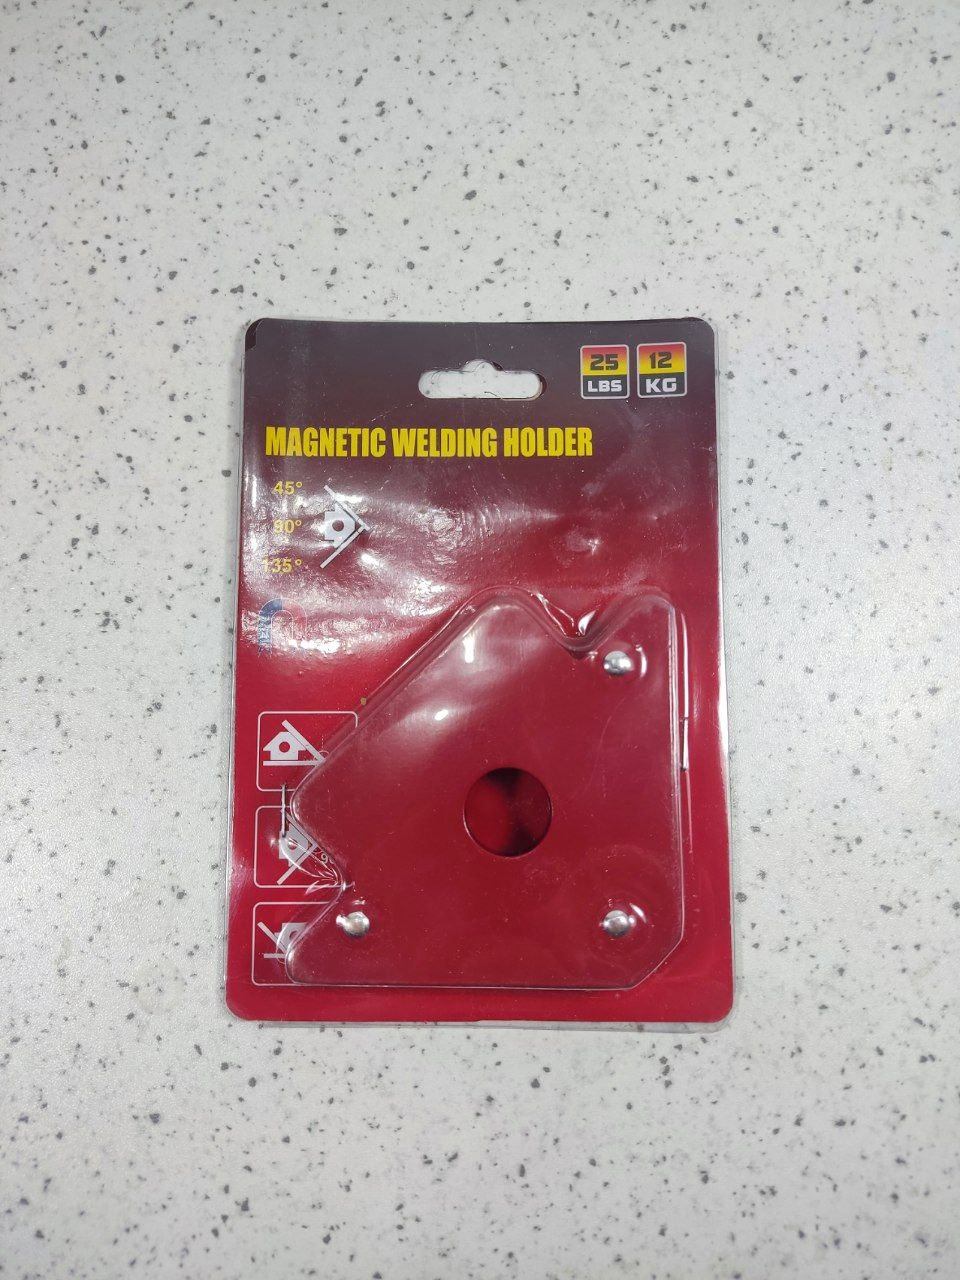 25
LBS
12
KG
MAGNETIC WELDING HOLDER
45°
90°
135°